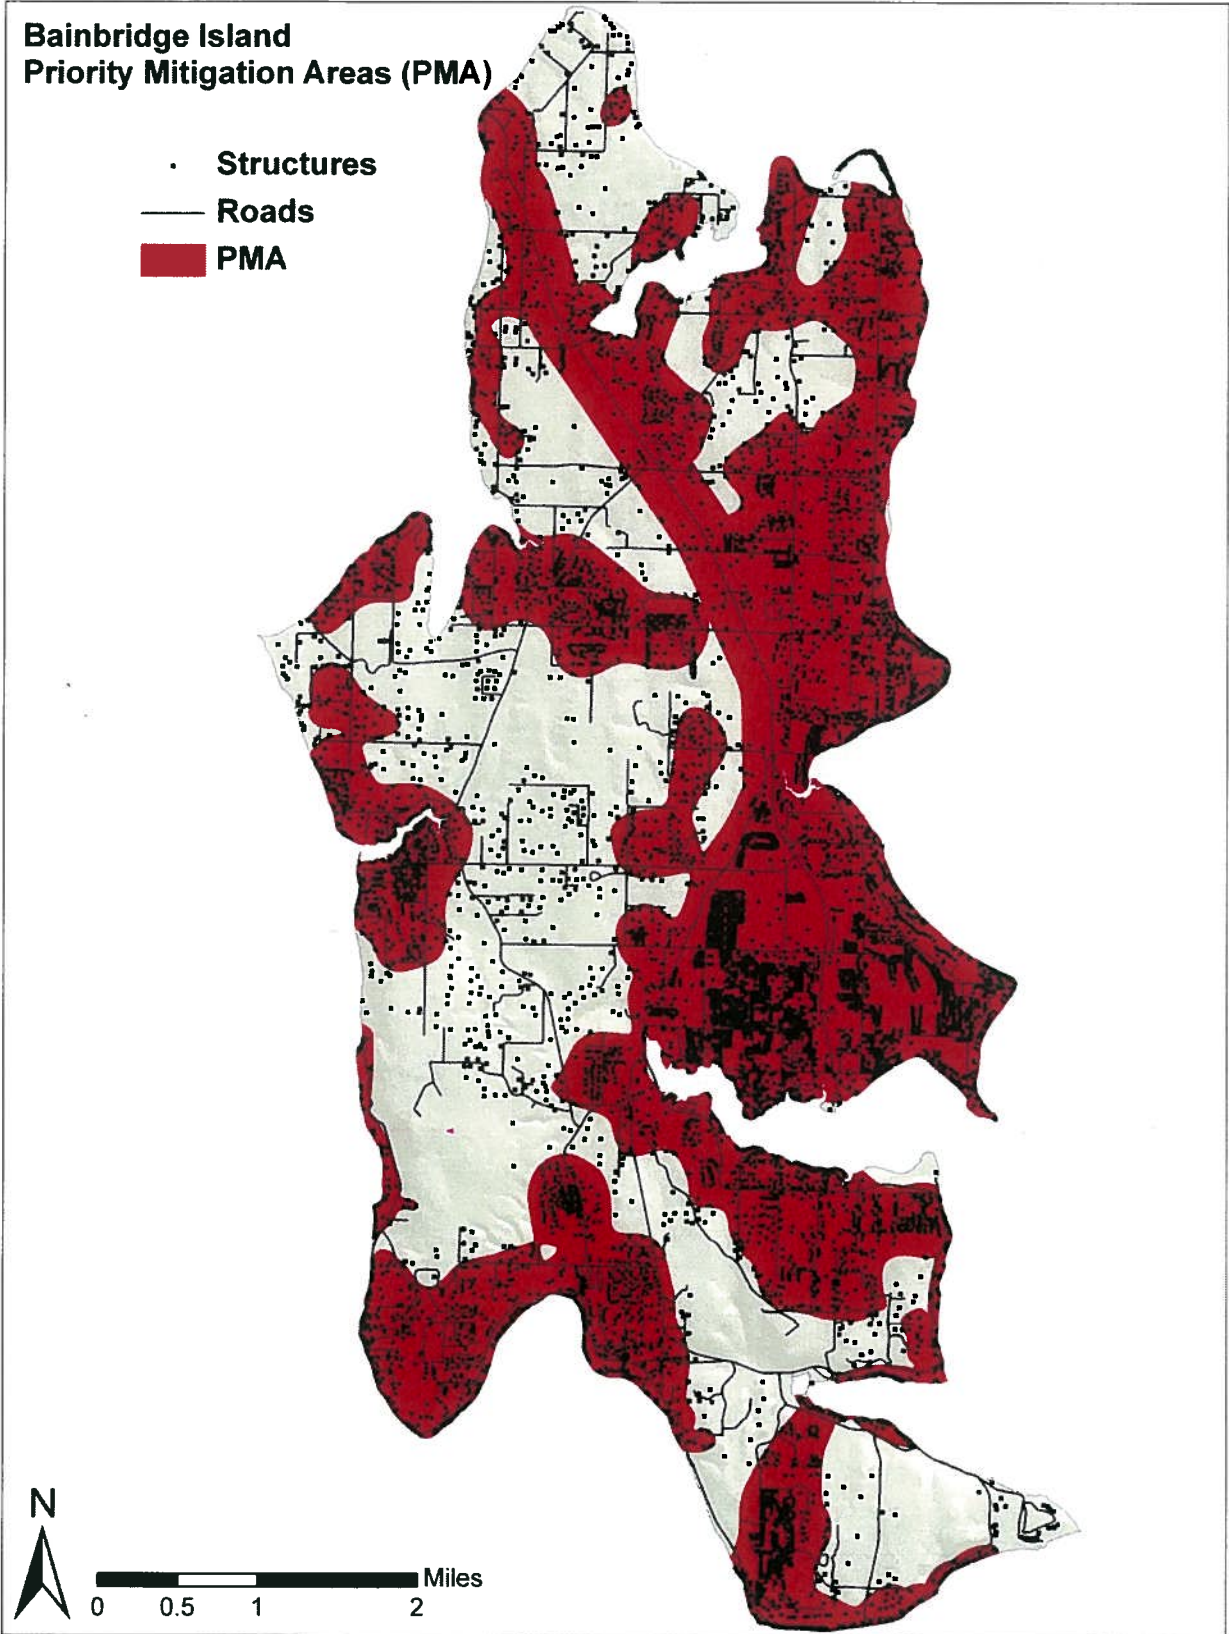 Bainbridge Island
Priority Mitigation Areas (PMA)
Structures
Roads
PMA
N
Miles
0 0.5 1 2